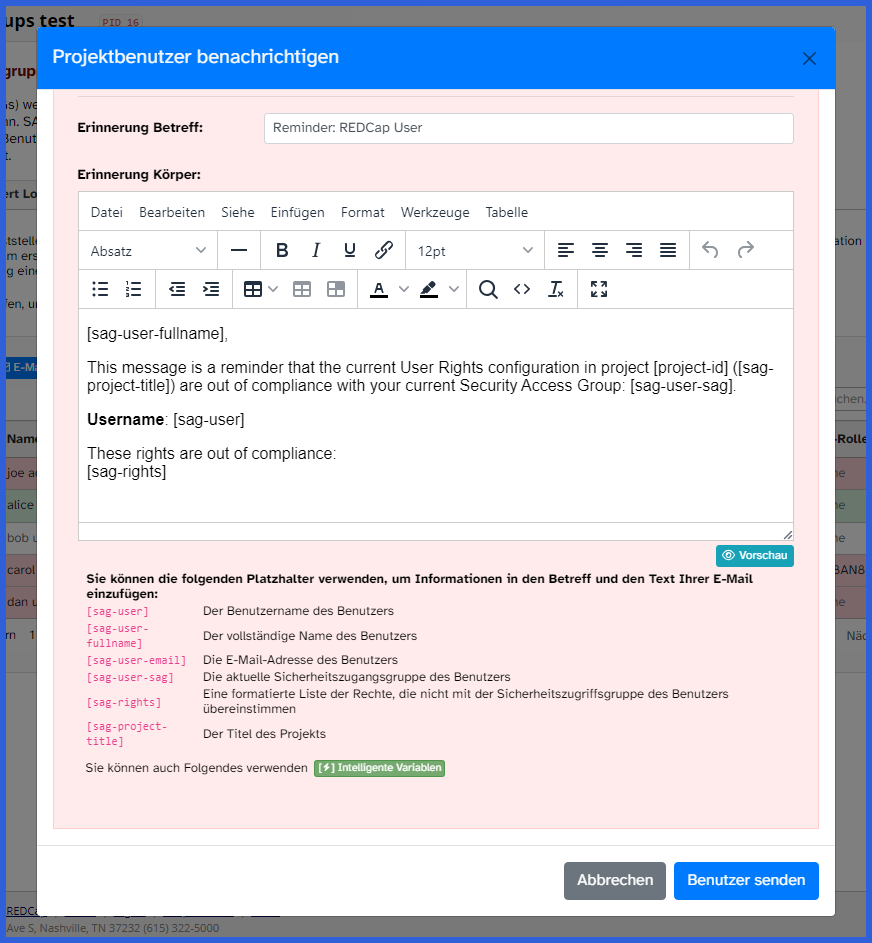 ups test PID 16
Projektbenutzer benachrichtigen
Erinnerung Betreff:
Reminder: REDCap User
Erinnerung Körper:
Datei Bearbeiten Siehe Einfügen Format Werkzeuge Tabelle
Absatz
B I U
12pt
[sag-user-fullname],
This message is a reminder that the current User Rights configuration in project [project-id] ([sag-
project-title]) are out of compliance with your current Security Access Group: [sag-user-sag].
Username: [sag-user]
These rights are out of compliance:
[sag-rights]
Vorschau
Sie können die folgenden Platzhalter verwenden, um Informationen in den Betreff und den Text Ihrer E-Mail
einzufügen:
[sag-user] Der Benutzername des Benutzers
[sag-user-
fullname] Der vollständige Name des Benutzers
[sag-user-email] Die E-Mail-Adresse des Benutzers
[sag-user-sag] Die aktuelle Sicherheitszugangsgruppe des Benutzers
[sag-rights] Eine formatierte Liste der Rechte, die nicht mit der Sicherheitszugriffsgruppe des Benutzers
übereinstimmen
[sag-project-
title] Der Titel des Projekts
Sie können auch Folgendes verwenden [⚡] Intelligente Variablen
Abbrechen Benutzer senden
Name
joe
alice
bob
carol
dan
Ave S, Nashville, TN 37232 (615) 322-5000